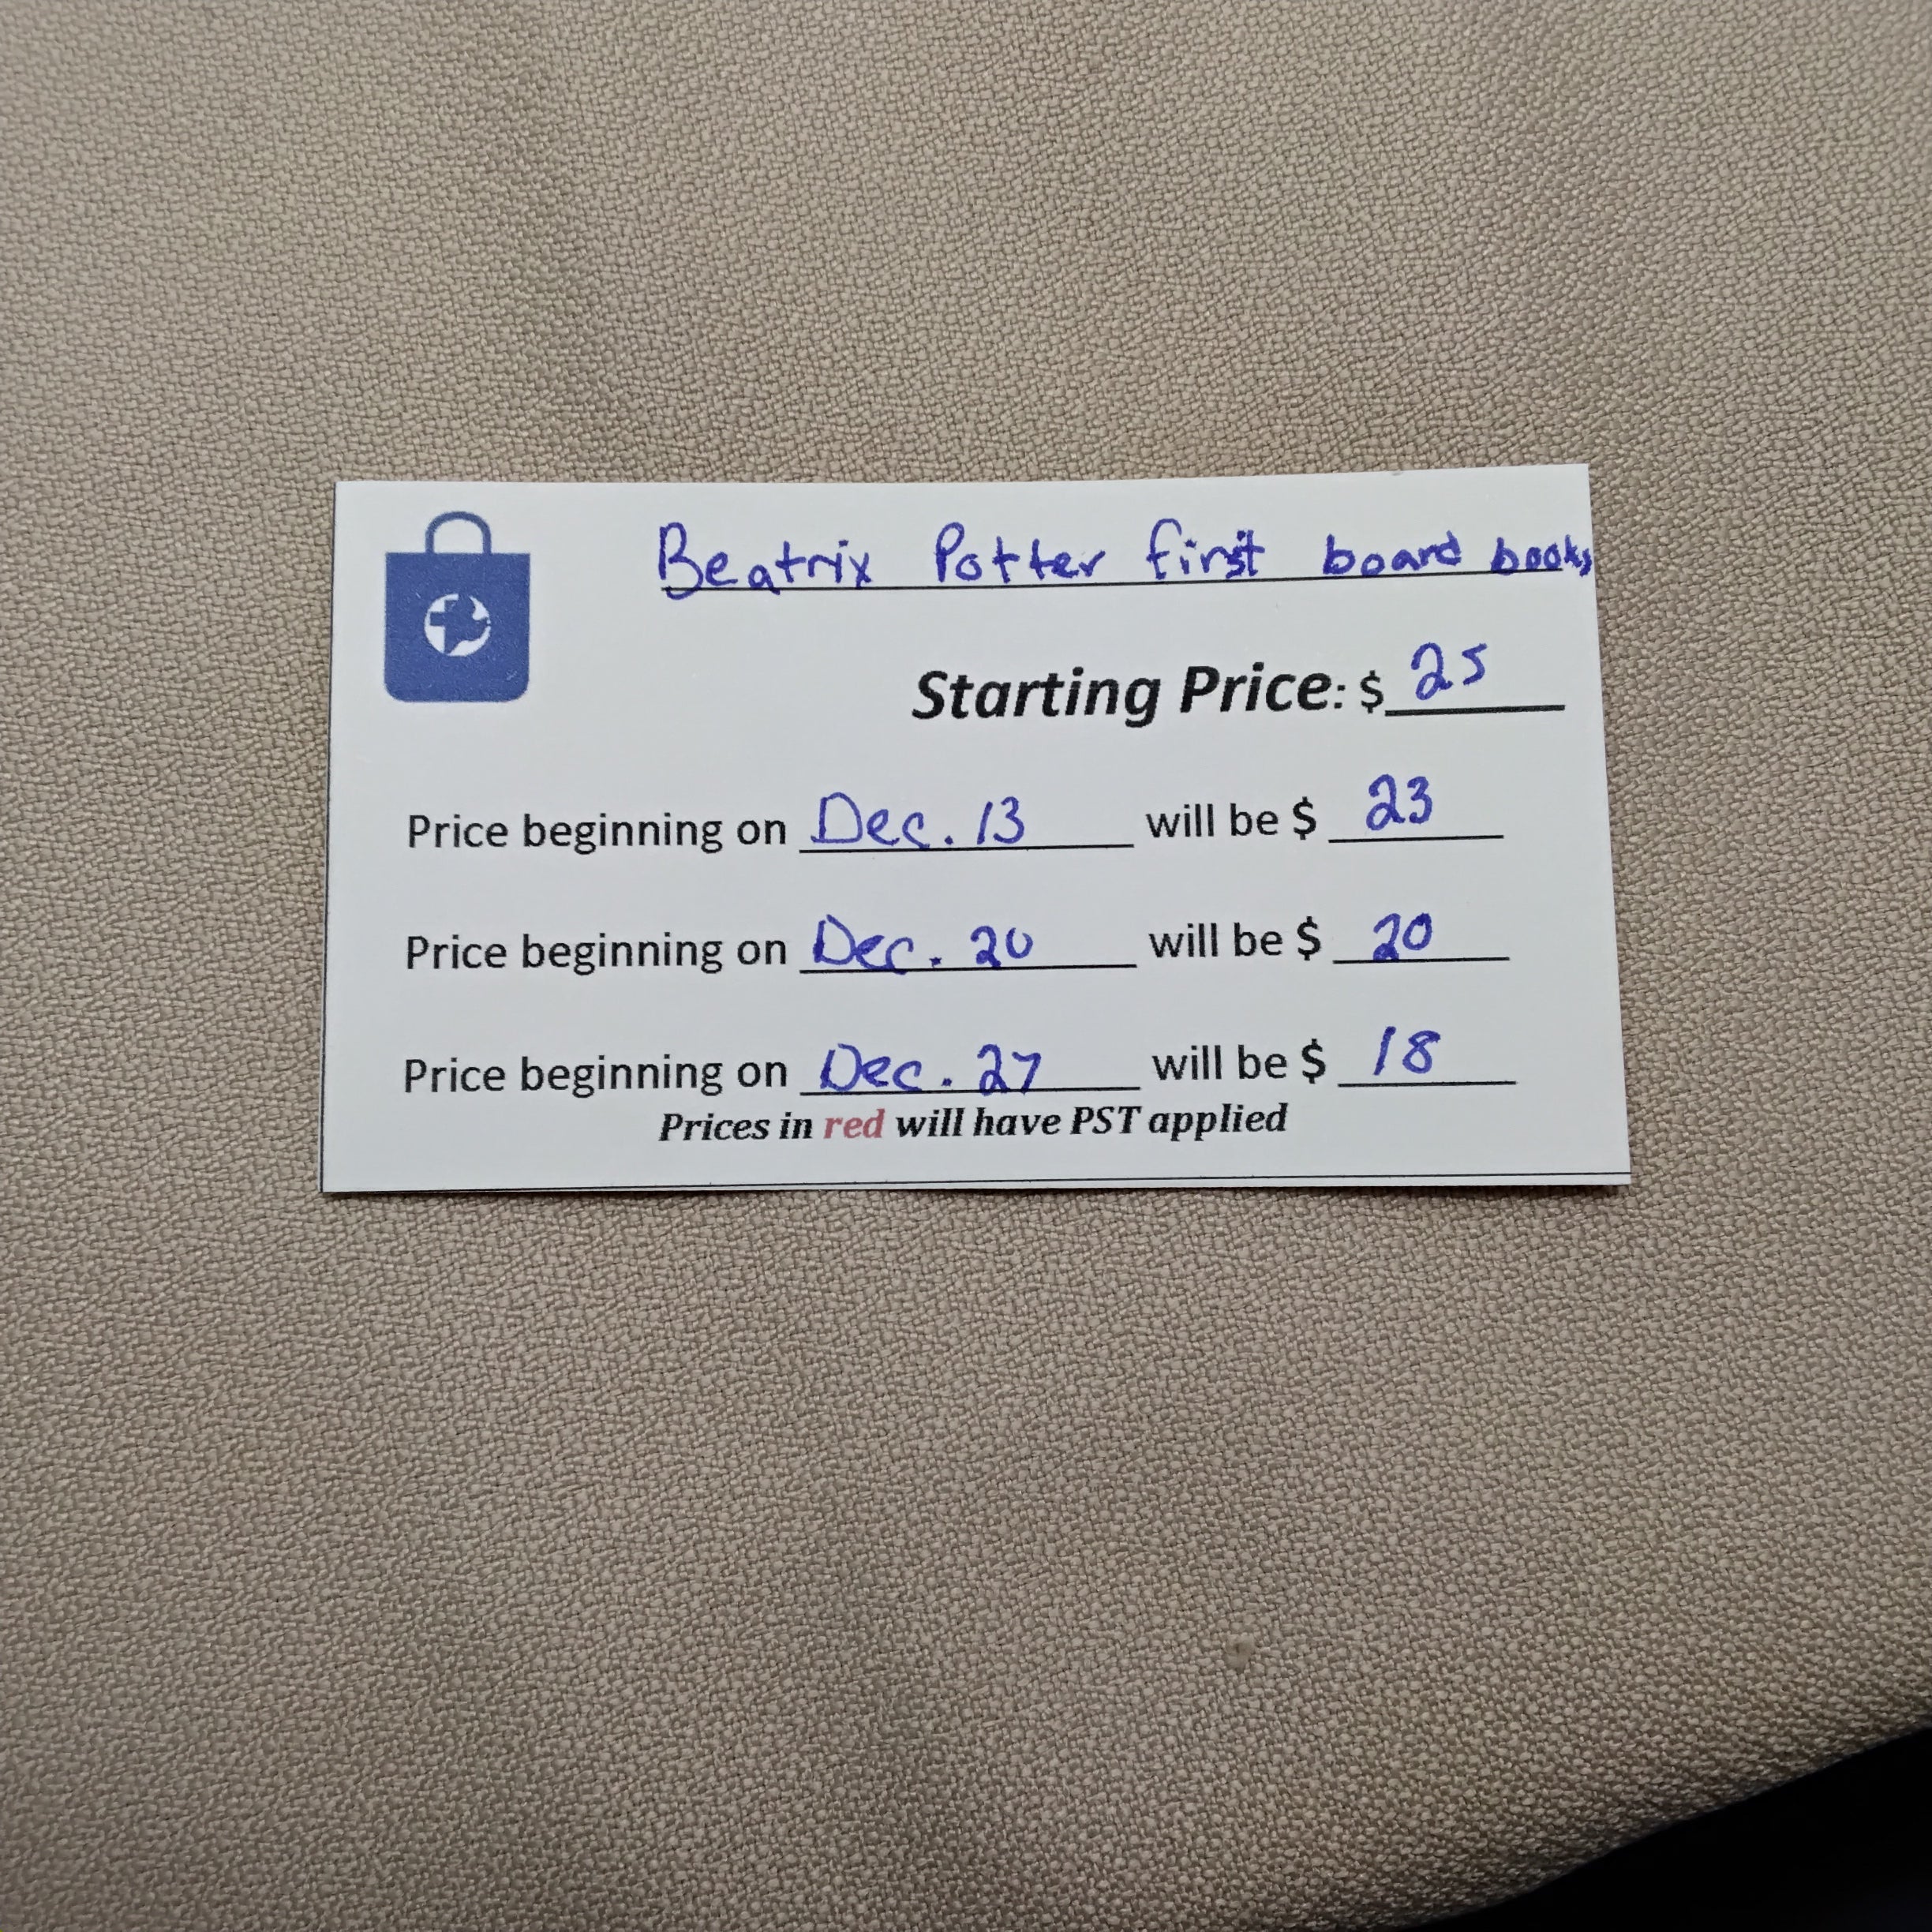 Beatrix Potter first board books
Starting Price: $ 25
Price beginning on Dec. 13 will be $ 23
Price beginning on Dec. 20 will be $ 20
Price beginning on Dec. 27 will be $ 18
Prices in red will have PST applied